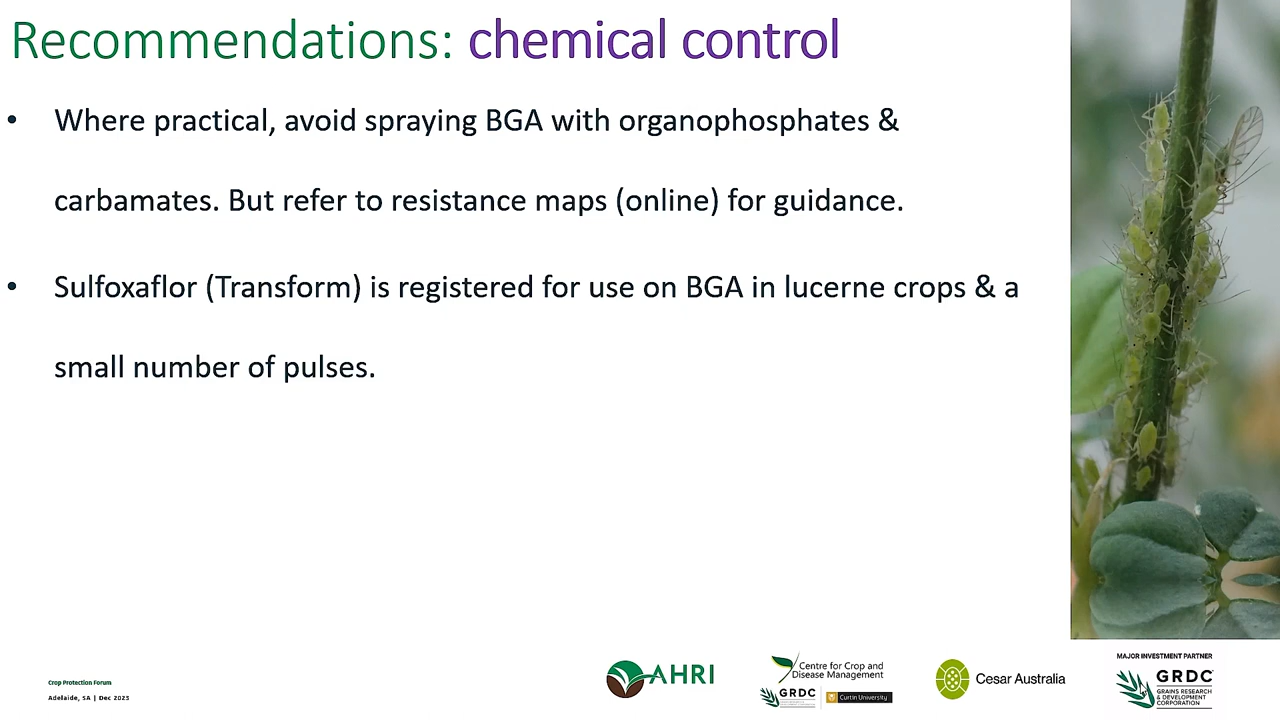 Recommendations: chemical control
• Where practical, avoid spraying BGA with organophosphates &
carbamates. But refer to resistance maps (online) for guidance.
• Sulfoxaflor (Transform) is registered for use on BGA in lucerne crops & a
small number of pulses.
Crop Protection Forum
Adelaide, SA | Dec 2023
AHRI
Centre for Crop and
Disease Management
GRDC
Curtin University
Cesar Australia
MAJOR INVESTMENT PARTNER
GRDC
GRAINS RESEARCH
& DEVELOPMENT
CORPORATION